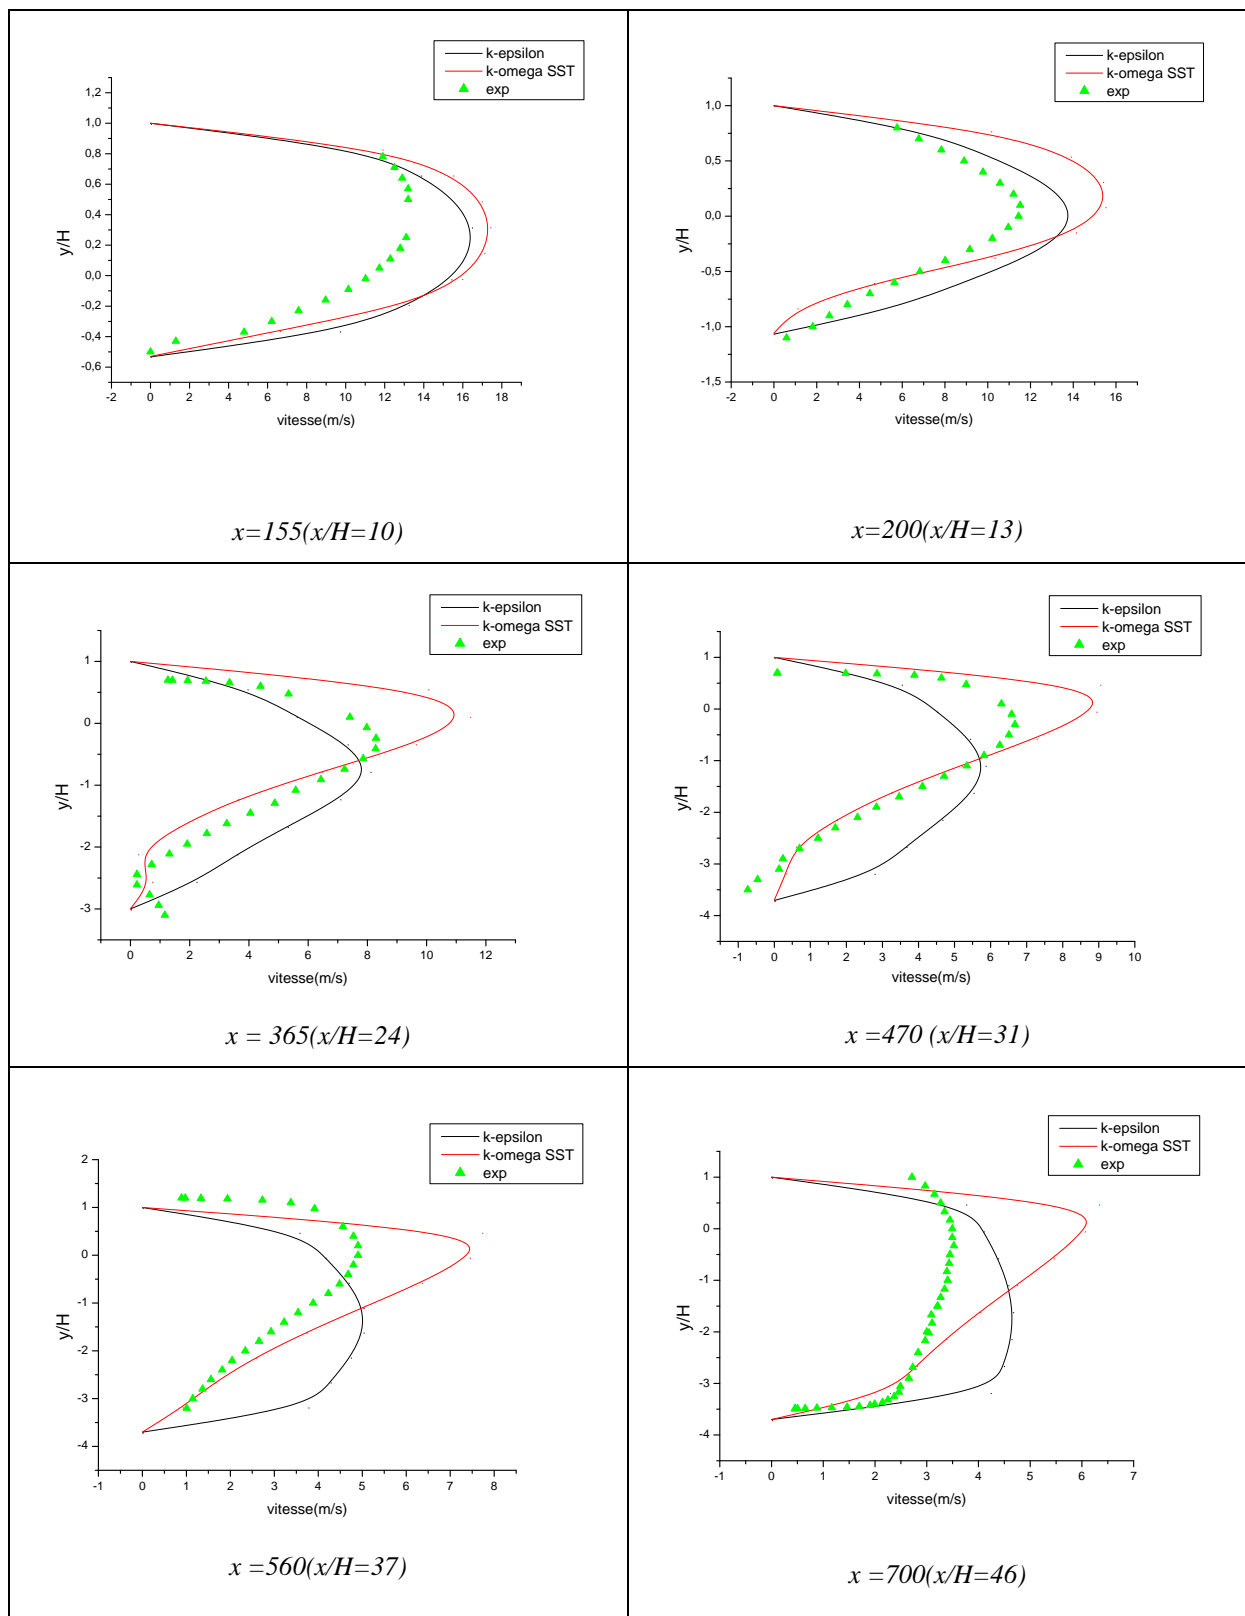 k-epsilon
k-omega SST
exp
1,2
1,0
0,8
0,6
0,4
0,2
0,0
-0,2
-0,4
-0,6
y/H
-2 0 2 4 6 8 10 12 14 16 18
vitesse(m/s)
x=155(x/H=10)
k-epsilon
k-omega SST
exp
1,0
0,5
0,0
-0,5
-1,0
-1,5
y/H
-2 0 2 4 6 8 10 12 14 16
vitesse(m/s)
x=200(x/H=13)
k-epsilon
k-omega SST
exp
1
0
-1
-2
-3
y/H
0 2 4 6 8 10 12
vitesse(m/s)
x = 365(x/H=24)
k-epsilon
k-omega SST
exp
1
0
-1
-2
-3
-4
y/H
-1 0 1 2 3 4 5 6 7 8 9 10
vitesse(m/s)
x =470 (x/H=31)
k-epsilon
k-omega SST
exp
2
1
0
-1
-2
-3
-4
y/H
-1 0 1 2 3 4 5 6 7 8
vitesse(m/s)
x =560(x/H=37)
k-epsilon
k-omega SST
exp
1
0
-1
-2
-3
-4
y/H
-1 0 1 2 3 4 5 6 7
vitesse(m/s)
x =700(x/H=46)